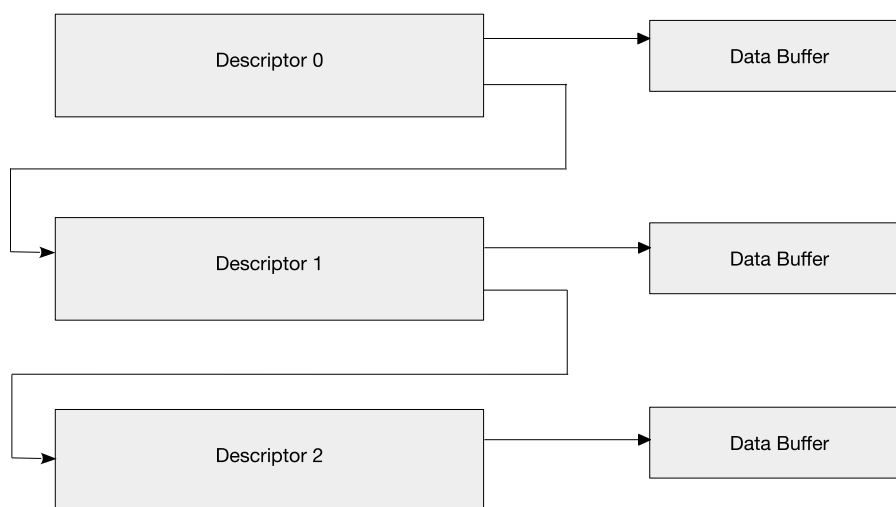 Descriptor 0
Data Buffer
Descriptor 1
Data Buffer
Descriptor 2
Data Buffer